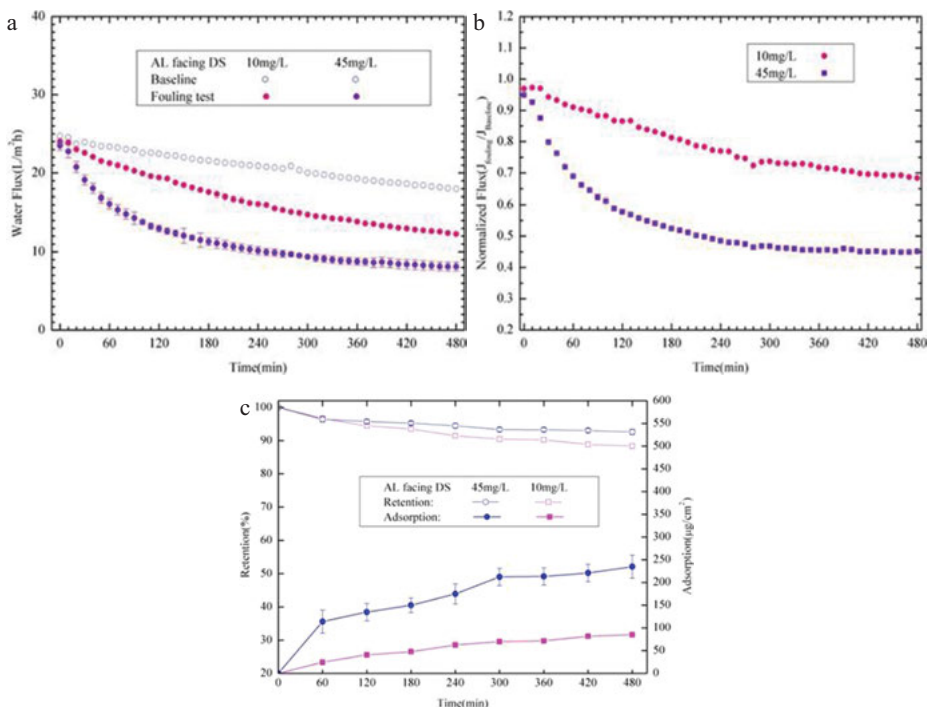 a
40
30
20
10
0
Water Flux(L/m²h)
AL facing DS 10mg/L 45mg/L
Baseline
Fouling test
0 60 120 180 240 300 360 420 480
Time(min)
b
1.2
1.1
1.0
0.9
0.8
0.7
0.6
0.5
0.4
0.3
0.2
Normalized Flux(J_fouling/J_Baseline)
10mg/L
45mg/L
0 60 120 180 240 300 360 420 480
Time(min)
c
100
90
80
70
60
50
40
30
20
Retention(%)
AL facing DS 45mg/L 10mg/L
Retention:
Adsorption:
600
550
500
450
400
350
300
250
200
150
100
50
0
Adsorption(μg/cm²)
0 60 120 180 240 300 360 420 480
Time(min)